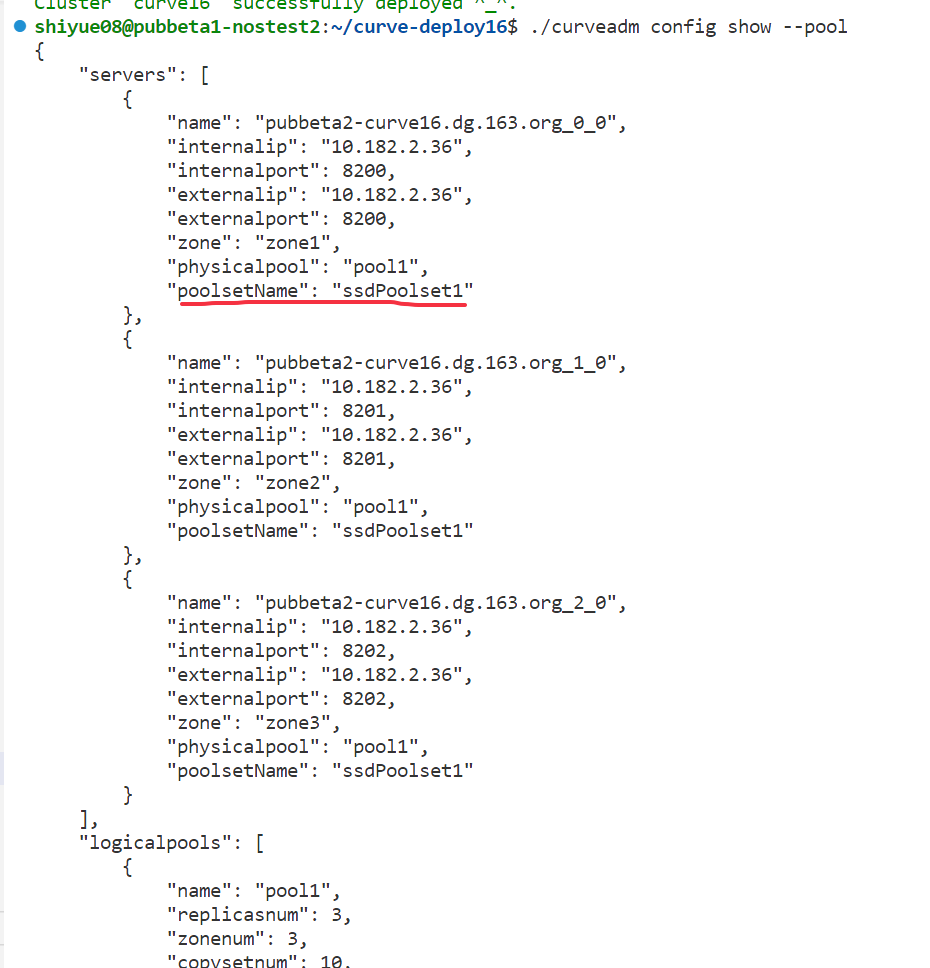 Cluster 'curve16' successfully deployed ^_^.
shiyue08@pubbeta1-nostest2:~/curve-deploy16$ ./curveadm config show --pool
{
    "servers": [
        {
            "name": "pubbeta2-curve16.dg.163.org_0_0",
            "internalip": "10.182.2.36",
            "internalport": 8200,
            "externalip": "10.182.2.36",
            "externalport": 8200,
            "zone": "zone1",
            "physicalpool": "pool1",
            "poolsetName": "ssdPoolset1"
        },
        {
            "name": "pubbeta2-curve16.dg.163.org_1_0",
            "internalip": "10.182.2.36",
            "internalport": 8201,
            "externalip": "10.182.2.36",
            "externalport": 8201,
            "zone": "zone2",
            "physicalpool": "pool1",
            "poolsetName": "ssdPoolset1"
        },
        {
            "name": "pubbeta2-curve16.dg.163.org_2_0",
            "internalip": "10.182.2.36",
            "internalport": 8202,
            "externalip": "10.182.2.36",
            "externalport": 8202,
            "zone": "zone3",
            "physicalpool": "pool1",
            "poolsetName": "ssdPoolset1"
        }
    ],
    "logicalpools": [
        {
            "name": "pool1",
            "replicasnum": 3,
            "zonenum": 3,
            "copysetnum": 10,